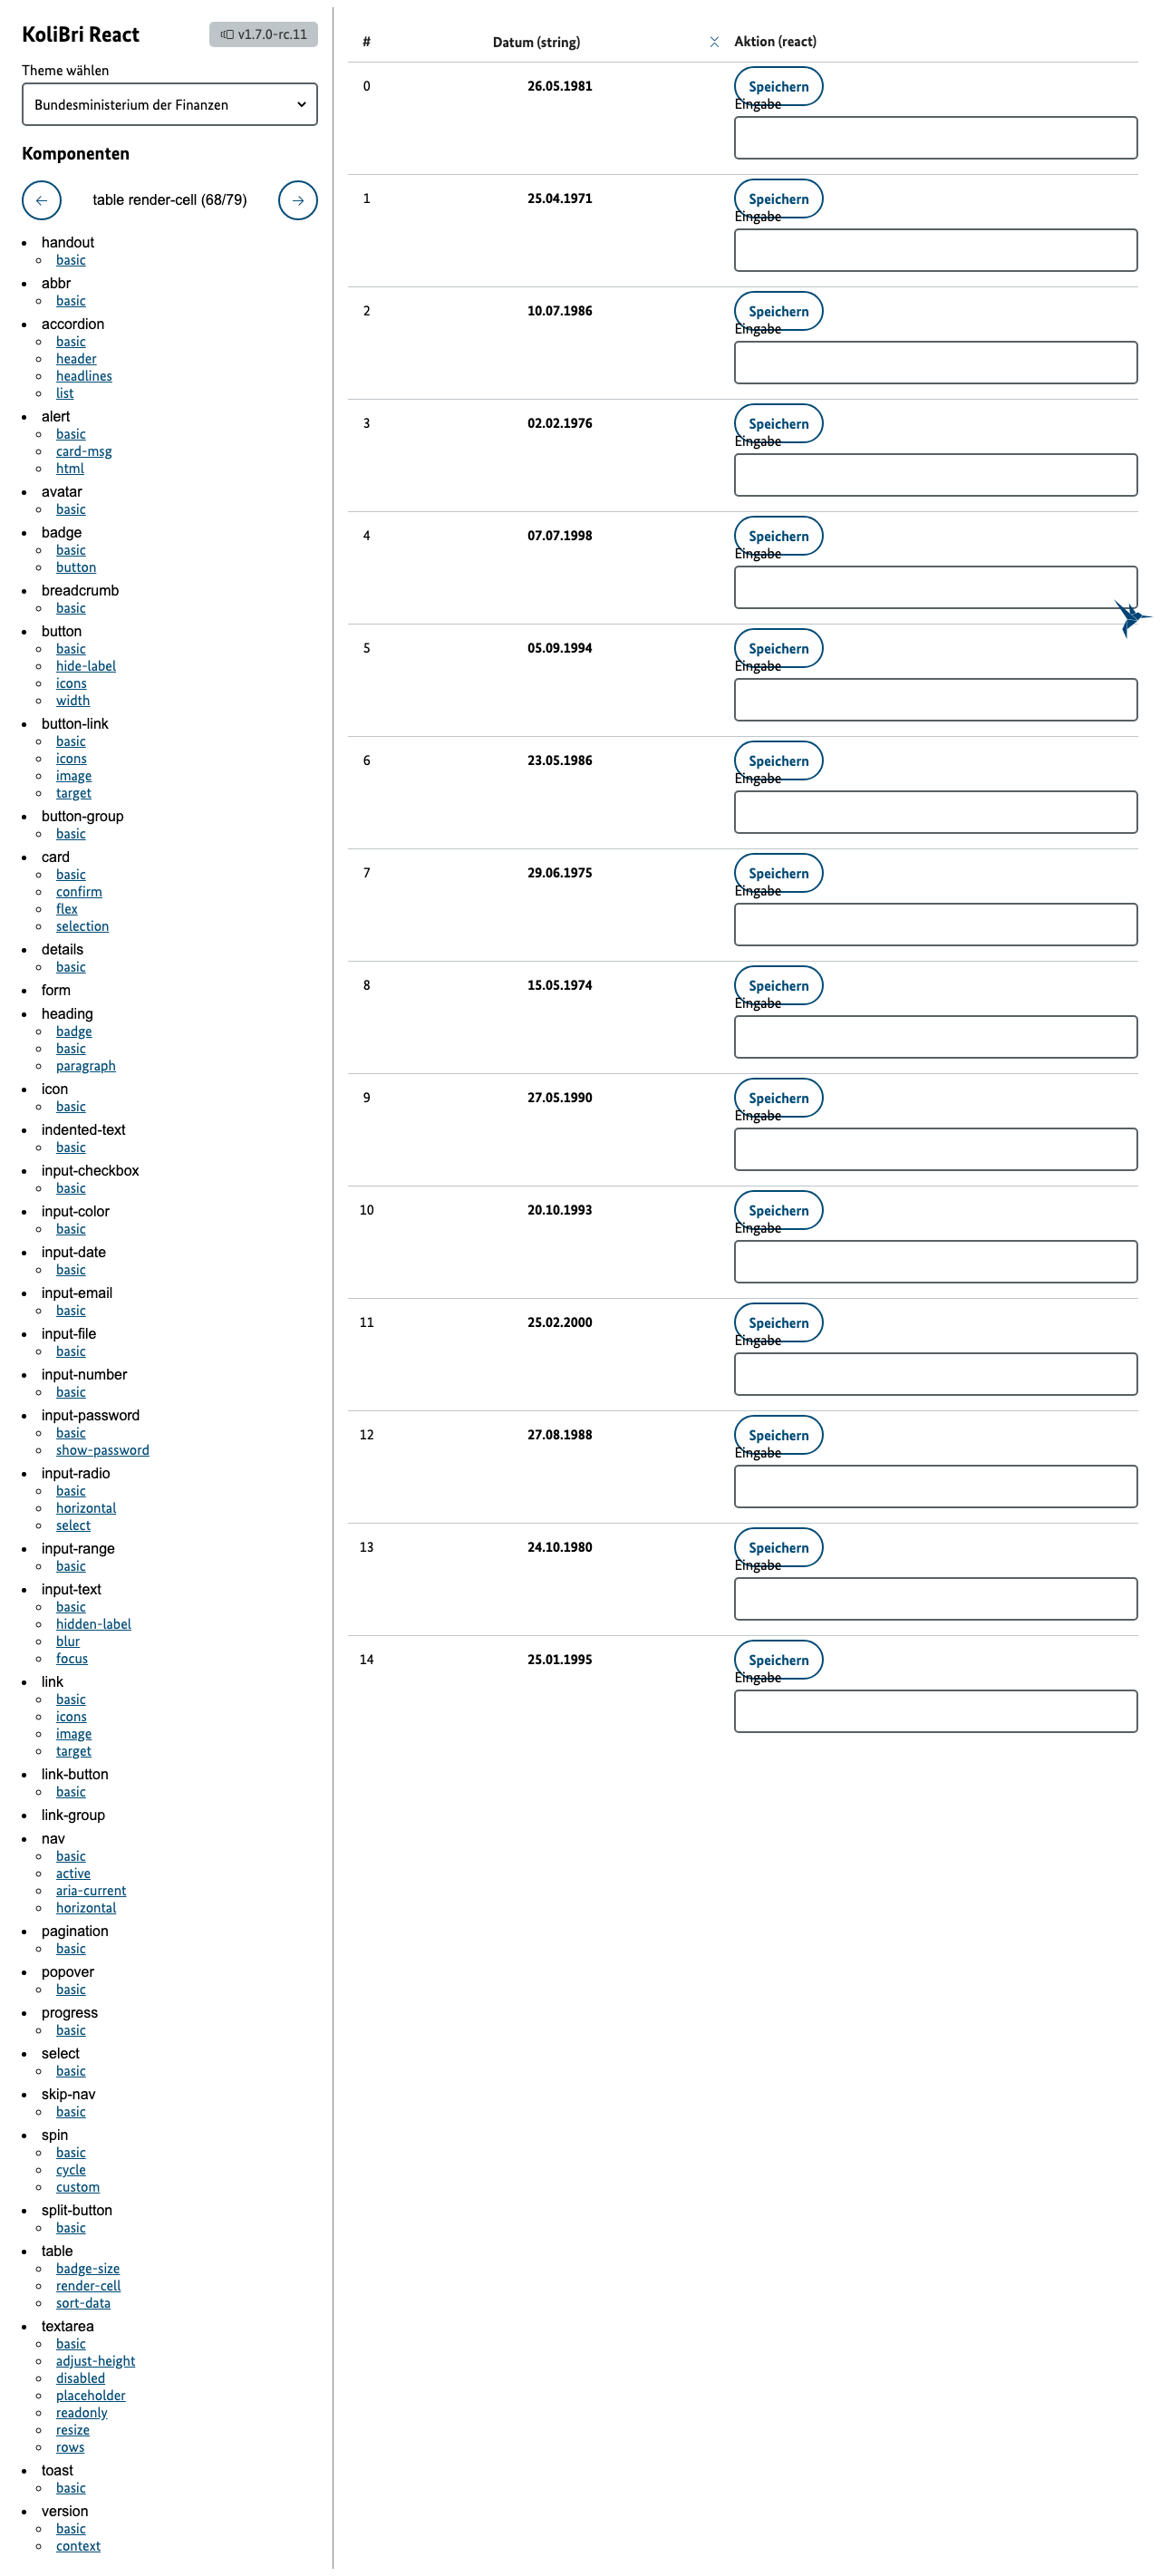 KoliBri React
v1.7.0-rc.11
Theme wählen
Bundesministerium der Finanzen
Komponenten
table render-cell (68/79)
handout
basic
abbr
basic
accordion
basic
header
headlines
list
alert
basic
card-msg
html
avatar
basic
badge
basic
button
breadcrumb
basic
button
basic
hide-label
icons
width
button-link
basic
icons
image
target
button-group
basic
card
basic
confirm
flex
selection
details
basic
form
heading
badge
basic
paragraph
icon
basic
indented-text
basic
input-checkbox
basic
input-color
basic
input-date
basic
input-email
basic
input-file
basic
input-number
basic
input-password
basic
show-password
input-radio
basic
horizontal
select
input-range
basic
input-text
basic
hidden-label
blur
focus
link
basic
icons
image
target
link-button
basic
link-group
nav
basic
active
aria-current
horizontal
pagination
basic
popover
basic
progress
basic
select
basic
skip-nav
basic
spin
basic
cycle
custom
split-button
basic
table
badge-size
render-cell
sort-data
textarea
basic
adjust-height
disabled
placeholder
readonly
resize
rows
toast
basic
version
basic
context
# Datum (string) Aktion (react)
0 26.05.1981 Speichern
Eingabe
1 25.04.1971 Speichern
Eingabe
2 10.07.1986 Speichern
Eingabe
3 02.02.1976 Speichern
Eingabe
4 07.07.1998 Speichern
Eingabe
5 05.09.1994 Speichern
Eingabe
6 23.05.1986 Speichern
Eingabe
7 29.06.1975 Speichern
Eingabe
8 15.05.1974 Speichern
Eingabe
9 27.05.1990 Speichern
Eingabe
10 20.10.1993 Speichern
Eingabe
11 25.02.2000 Speichern
Eingabe
12 27.08.1988 Speichern
Eingabe
13 24.10.1980 Speichern
Eingabe
14 25.01.1995 Speichern
Eingabe